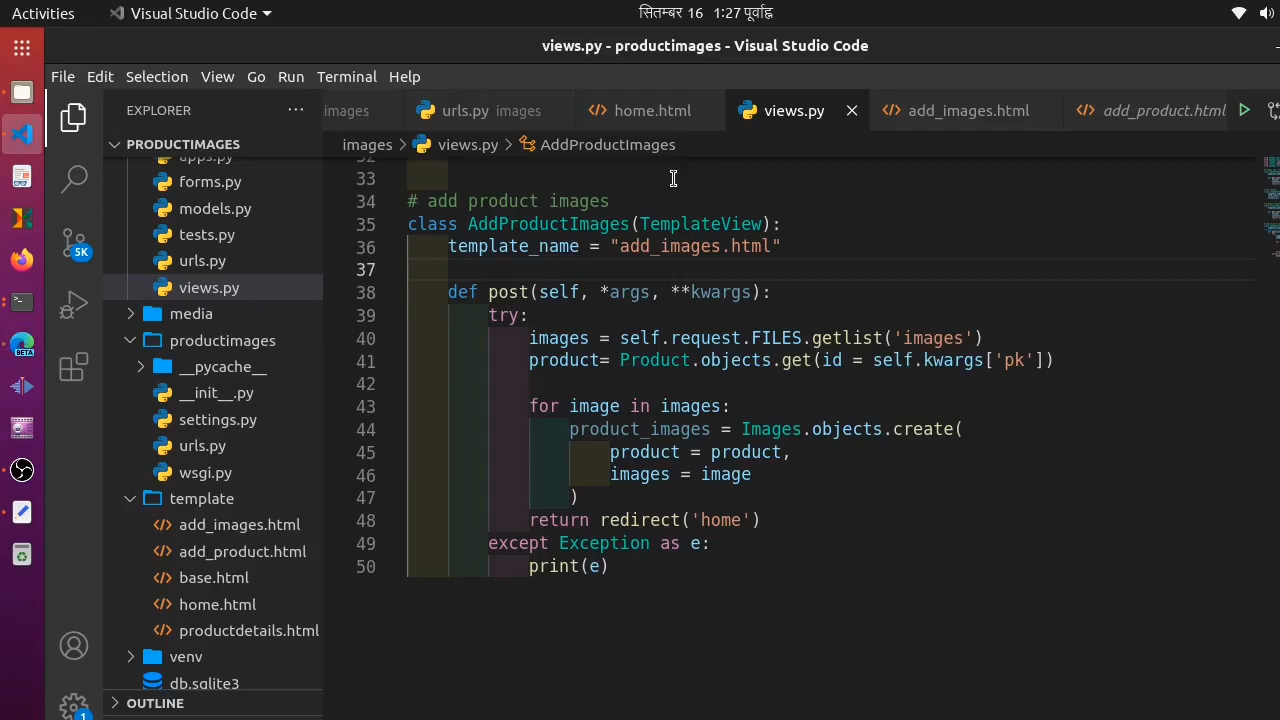 Activities
Visual Studio Code
सितम्बर 16 1:27 पूर्वाह्न
views.py - productimages - Visual Studio Code
File Edit Selection View Go Run Terminal Help
EXPLORER
images
urls.py images
home.html
views.py
add_images.html
add_product.html
PRODUCTIMAGES
images > views.py > AddProductImages
apps.py
forms.py
models.py
tests.py
urls.py
views.py
media
productimages
__pycache__
__init__.py
settings.py
urls.py
wsgi.py
template
add_images.html
add_product.html
base.html
home.html
productdetails.html
venv
db.sqlite3
OUTLINE
5K
1
BETA
32
33
34 # add product images
35 class AddProductImages(TemplateView):
36 template_name = "add_images.html"
37
38 def post(self, *args, **kwargs):
39 try:
40 images = self.request.FILES.getlist('images')
41 product= Product.objects.get(id = self.kwargs['pk'])
42
43 for image in images:
44 product_images = Images.objects.create(
45 product = product,
46 images = image
47 )
48 return redirect('home')
49 except Exception as e:
50 print(e)